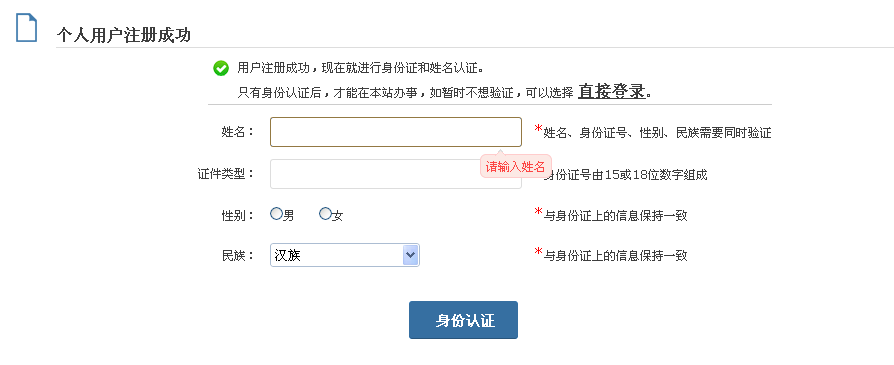 个人用户注册成功
用户注册成功，现在就进行身份证和姓名认证。
只有身份认证后，才能在本站办事，如暂时不想验证，可以选择 直接登录。
姓名： *姓名、身份证号、性别、民族需要同时验证
请输入姓名
证件类型： 身份证号由15或18位数字组成
性别： 男 女 *与身份证上的信息保持一致
民族： 汉族 *与身份证上的信息保持一致
身份认证